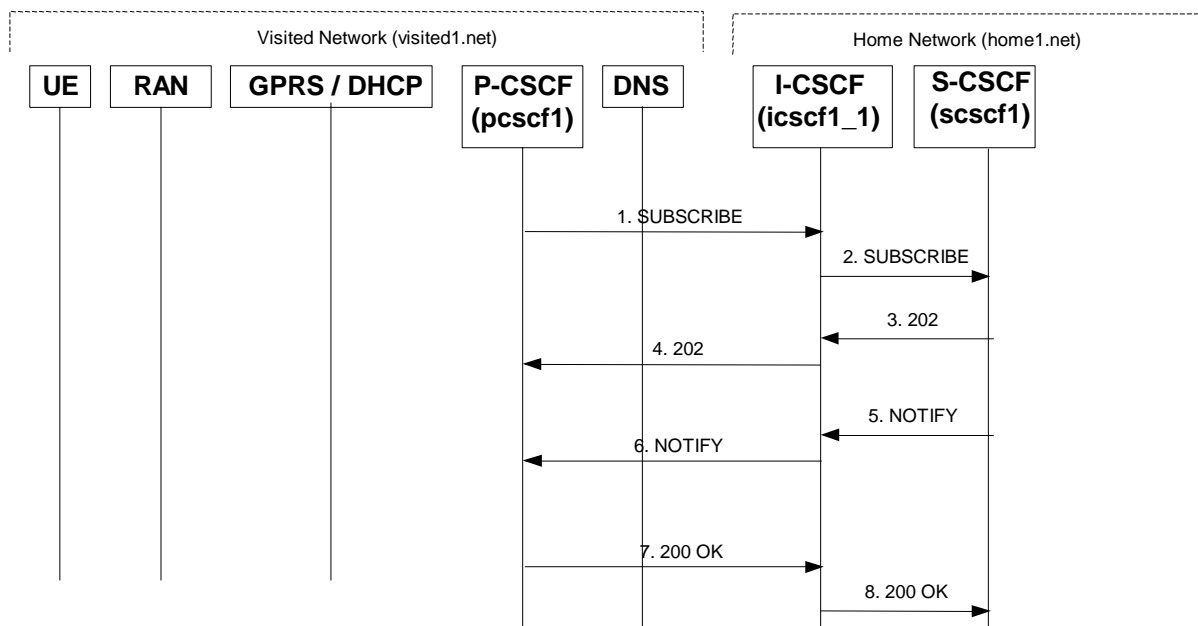 Visited Network (visited1.net)
Home Network (home1.net)
UE
RAN
GPRS / DHCP
P-CSCF
(pcscf1)
DNS
I-CSCF
(icscf1_1)
S-CSCF
(scscf1)
1. SUBSCRIBE
2. SUBSCRIBE
3. 202
4. 202
5. NOTIFY
6. NOTIFY
7. 200 OK
8. 200 OK